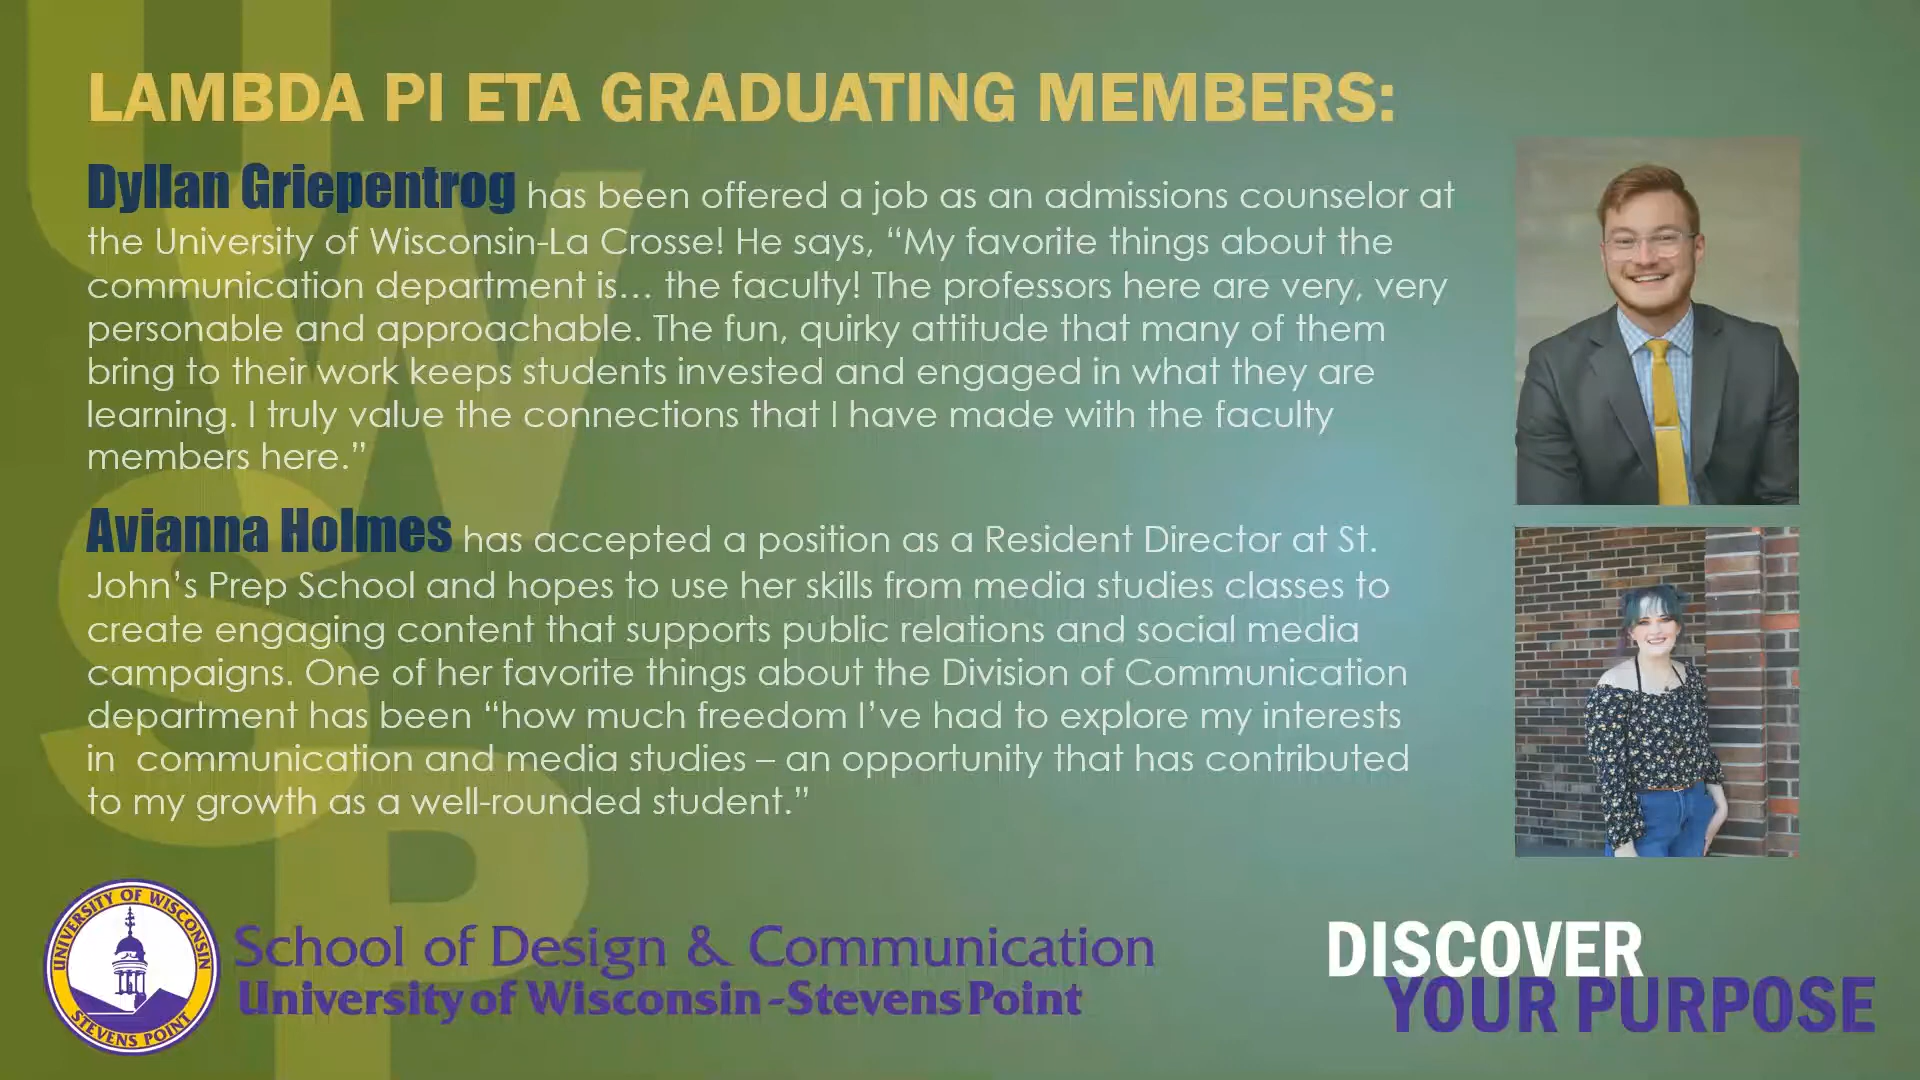 LAMBDA PI ETA GRADUATING MEMBERS:
Dyllan Griepentrog has been offered a job as an admissions counselor at
the University of Wisconsin-La Crosse! He says, “My favorite things about the
communication department is… the faculty! The professors here are very, very
personable and approachable. The fun, quirky attitude that many of them
bring to their work keeps students invested and engaged in what they are
learning. I truly value the connections that I have made with the faculty
members here.”
Avianna Holmes has accepted a position as a Resident Director at St.
John’s Prep School and hopes to use her skills from media studies classes to
create engaging content that supports public relations and social media
campaigns. One of her favorite things about the Division of Communication
department has been “how much freedom I’ve had to explore my interests
in  communication and media studies – an opportunity that has contributed
to my growth as a well-rounded student.”
UWSP
UNIVERSITY OF WISCONSIN
STEVENS POINT
School of Design & Communication
University of Wisconsin-Stevens Point
DISCOVER
YOUR PURPOSE